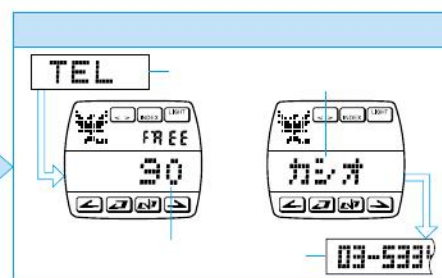 TEL
< > INDEX LIGHT
FREE
90
< > INDEX LIGHT
カシオ
03-533